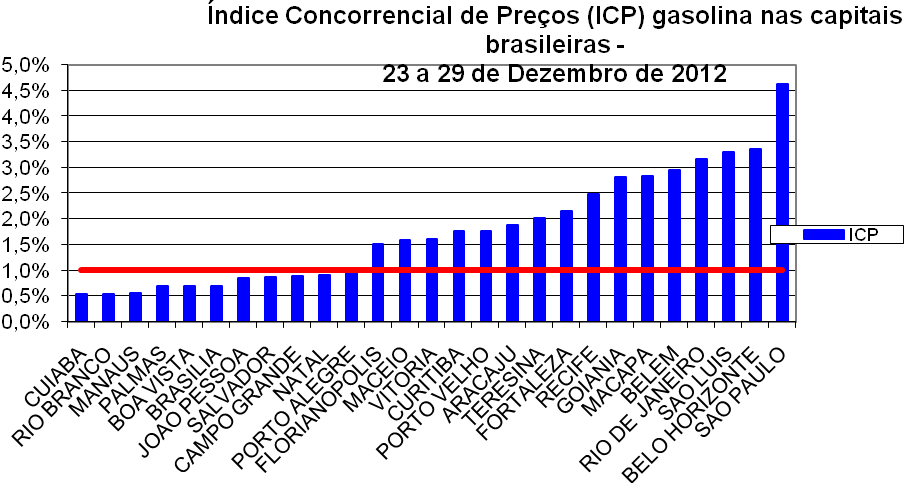 Índice Concorrencial de Preços (ICP) gasolina nas capitais
brasileiras -
23 a 29 de Dezembro de 2012
5,0%
4,5%
4,0%
3,5%
3,0%
2,5%
2,0%
1,5%
1,0%
0,5%
0,0%
ICP
CUIABA
RIO BRANCO
MANAUS
PALMAS
BOA VISTA
BRASILIA
JOAO PESSOA
SALVADOR
CAMPO GRANDE
NATAL
PORTO ALEGRE
FLORIANOPOLIS
MACEIO
VITORIA
CURITIBA
PORTO VELHO
ARACAJU
TERESINA
FORTALEZA
RECIFE
GOIANIA
MACAPA
BELEM
RIO DE JANEIRO
SAO LUIS
BELO HORIZONTE
SAO PAULO